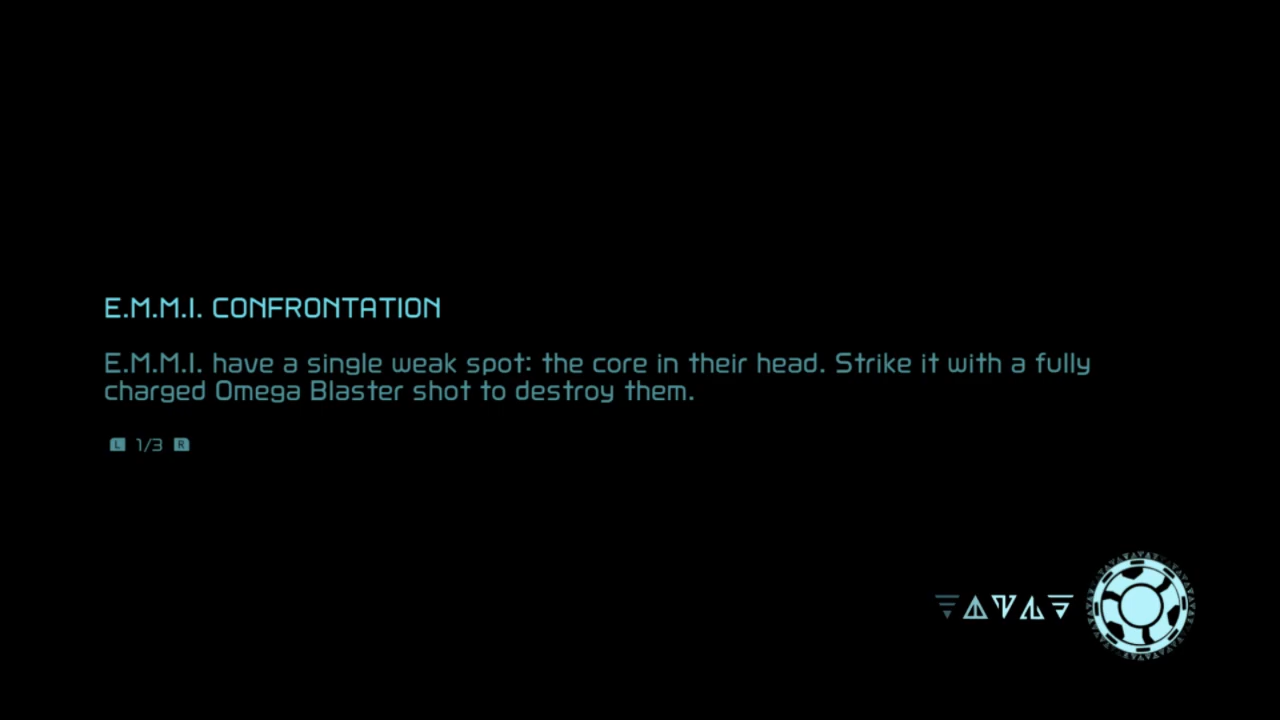 E.M.M.I. CONFRONTATION
E.M.M.I. have a single weak spot: the core in their head. Strike it with a fully
charged Omega Blaster shot to destroy them.
L 1/3 R